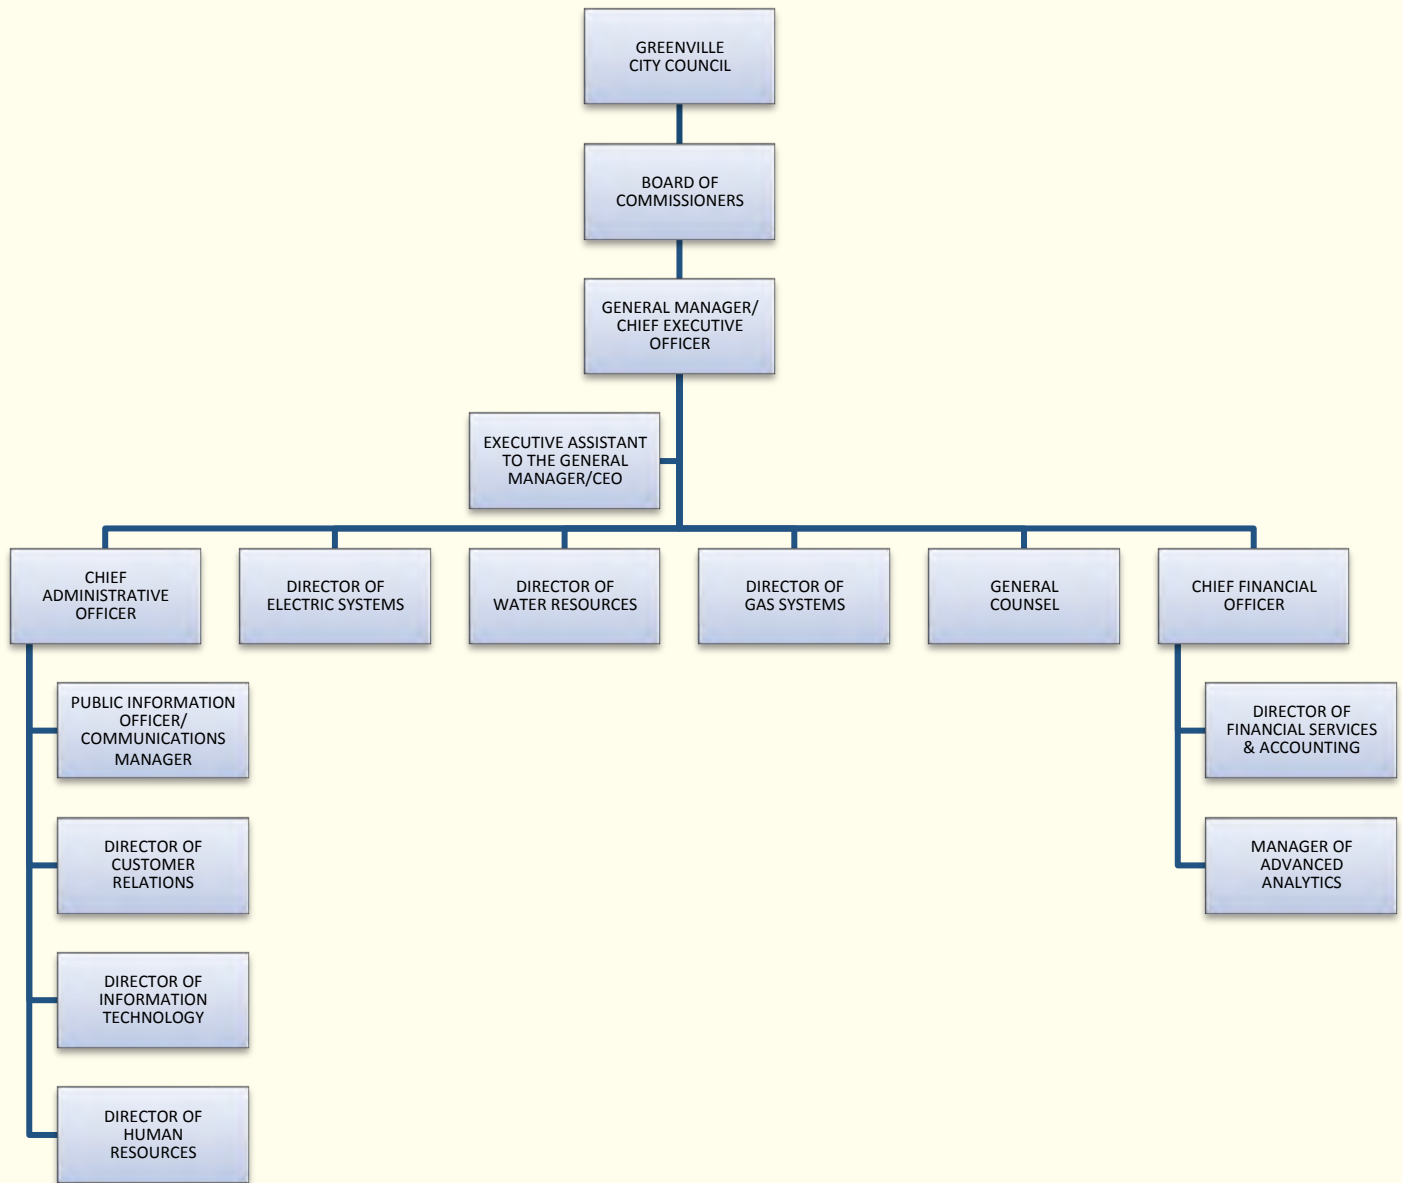 GREENVILLE
CITY COUNCIL
BOARD OF
COMMISSIONERS
GENERAL MANAGER/
CHIEF EXECUTIVE
OFFICER
EXECUTIVE ASSISTANT
TO THE GENERAL
MANAGER/CEO
CHIEF
ADMINISTRATIVE
OFFICER
DIRECTOR OF
ELECTRIC SYSTEMS
DIRECTOR OF
WATER RESOURCES
DIRECTOR OF
GAS SYSTEMS
GENERAL
COUNSEL
CHIEF FINANCIAL
OFFICER
PUBLIC INFORMATION
OFFICER/
COMMUNICATIONS
MANAGER
DIRECTOR OF
CUSTOMER
RELATIONS
DIRECTOR OF
INFORMATION
TECHNOLOGY
DIRECTOR OF
HUMAN
RESOURCES
DIRECTOR OF
FINANCIAL SERVICES
& ACCOUNTING
MANAGER OF
ADVANCED
ANALYTICS